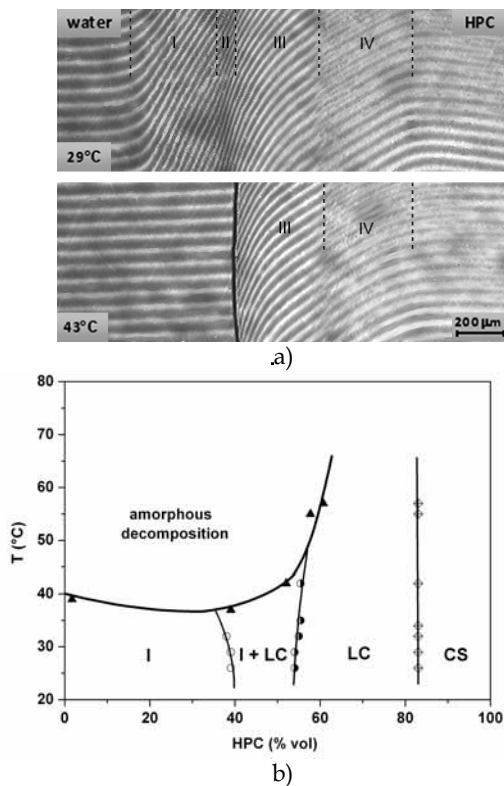 water
HPC
I
II
III
IV
29°C
III
IV
43°C
200 µm
.a)
80
70
60
50
40
30
20
T (°C)
amorphous
decomposition
I
I + LC
LC
CS
0
20
40
60
80
100
HPC (% vol)
b)